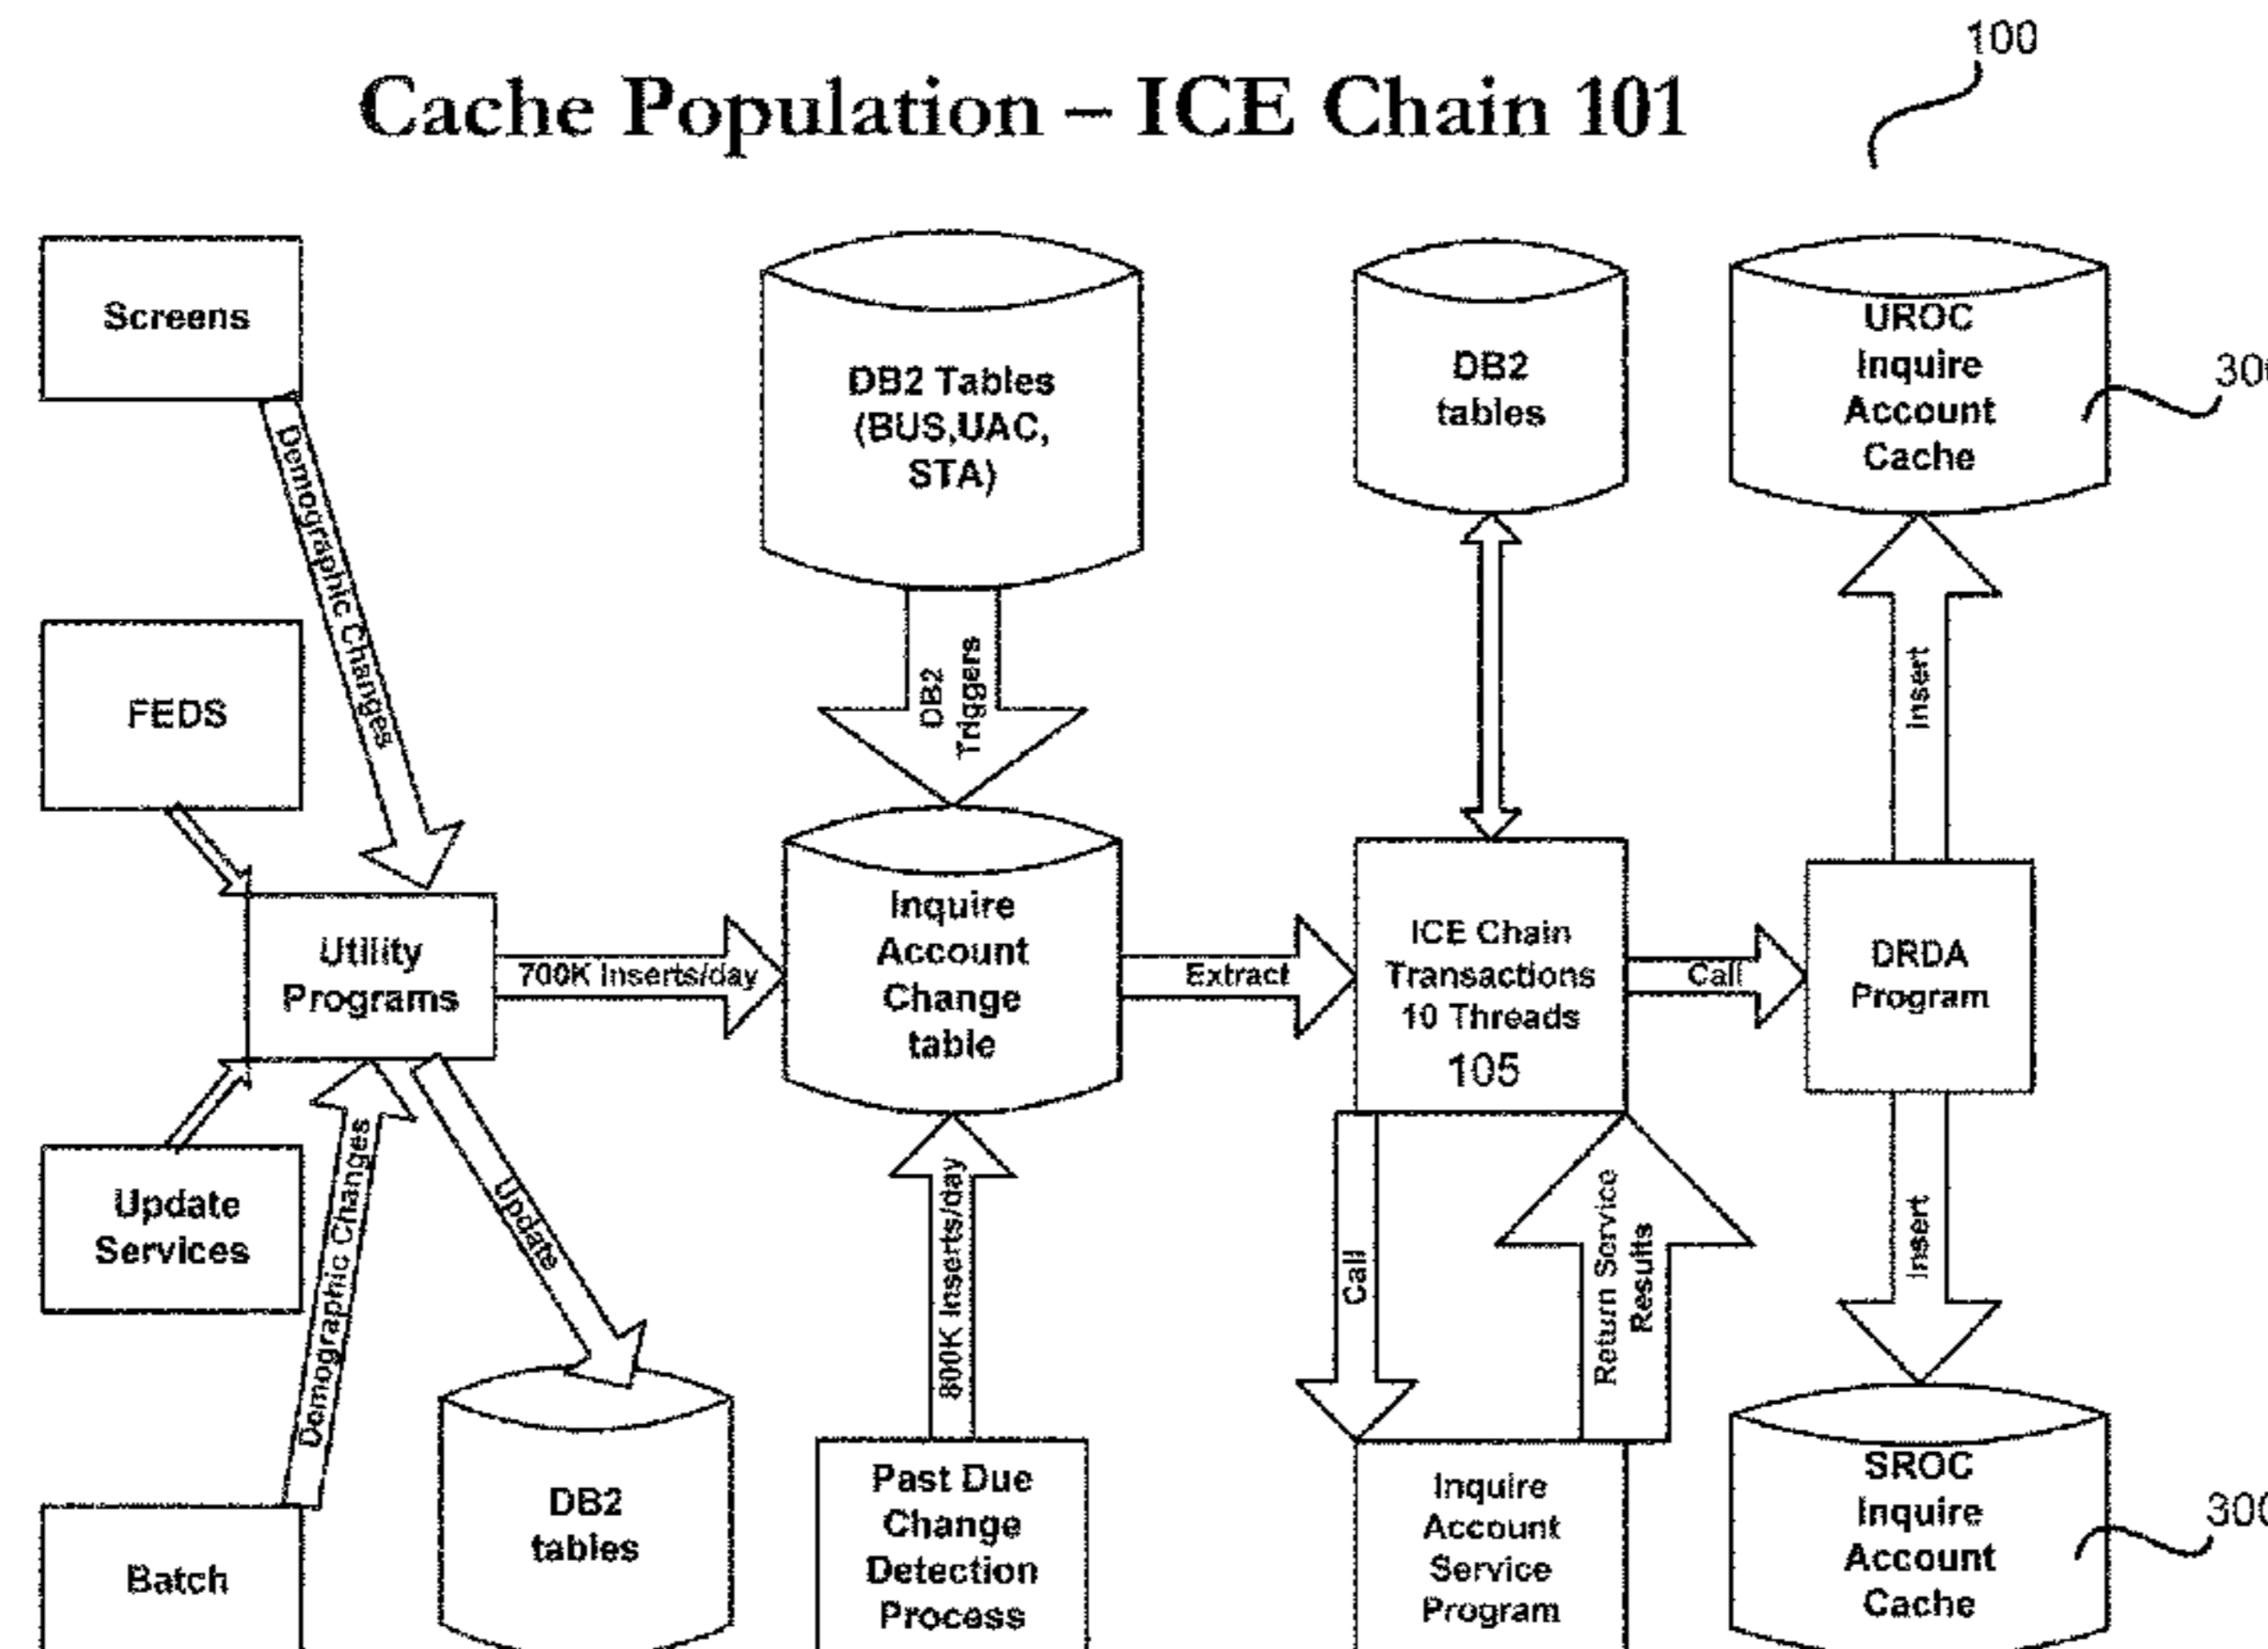 100
Cache Population – ICE Chain 101
Screens
DB2 Tables
(BUS,UAC,
STA)
DB2
tables
UROC
Inquire
Account
Cache
Demographic Changes
FEDS
DB2
Triggers
Insert
Utility
Programs
700K Inserts/day
Inquire
Account
Change
table
Extract
ICE Chain
Transactions
10 Threads
105
Call
DRDA
Program
Update
Services
Demographic Changes
Update
800K Inserts/day
Call
Return Service
Results
Insert
Batch
DB2
tables
Past Due
Change
Detection
Process
Inquire
Account
Service
Program
SROC
Inquire
Account
Cache